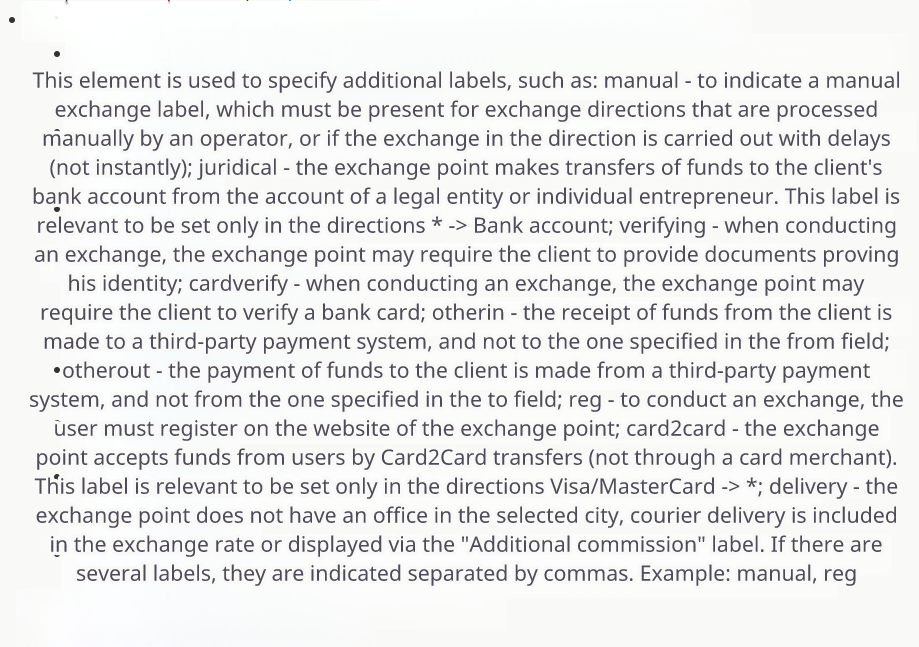 This element is used to specify additional labels, such as: manual - to indicate a manual
exchange label, which must be present for exchange directions that are processed
manually by an operator, or if the exchange in the direction is carried out with delays
(not instantly); juridical - the exchange point makes transfers of funds to the client's
bank account from the account of a legal entity or individual entrepreneur. This label is
relevant to be set only in the directions * -> Bank account; verifying - when conducting
an exchange, the exchange point may require the client to provide documents proving
his identity; cardverify - when conducting an exchange, the exchange point may
require the client to verify a bank card; otherin - the receipt of funds from the client is
made to a third-party payment system, and not to the one specified in the from field;
otherout - the payment of funds to the client is made from a third-party payment
system, and not from the one specified in the to field; reg - to conduct an exchange, the
user must register on the website of the exchange point; card2card - the exchange
point accepts funds from users by Card2Card transfers (not through a card merchant).
This label is relevant to be set only in the directions Visa/MasterCard -> *; delivery - the
exchange point does not have an office in the selected city, courier delivery is included
in the exchange rate or displayed via the "Additional commission" label. If there are
several labels, they are indicated separated by commas. Example: manual, reg